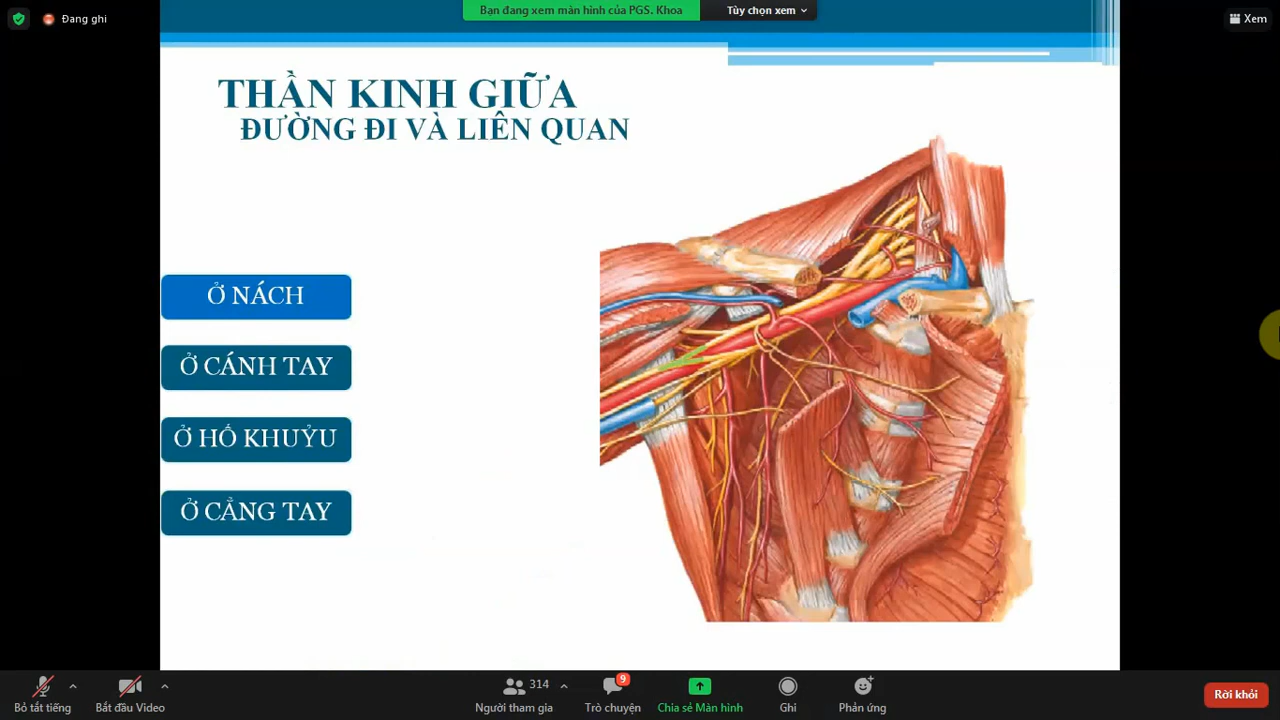 Đang ghi
Bạn đang xem màn hình của PGS. Khoa
Tùy chọn xem
Xem
THẦN KINH GIỮA
ĐƯỜNG ĐI VÀ LIÊN QUAN
Ở NÁCH
Ở CÁNH TAY
Ở HỐ KHUỶU
Ở CẲNG TAY
Bỏ tắt tiếng
Bắt đầu Video
314
Người tham gia
9
Trò chuyện
Chia sẻ Màn hình
Ghi
Phản ứng
Rời khỏi